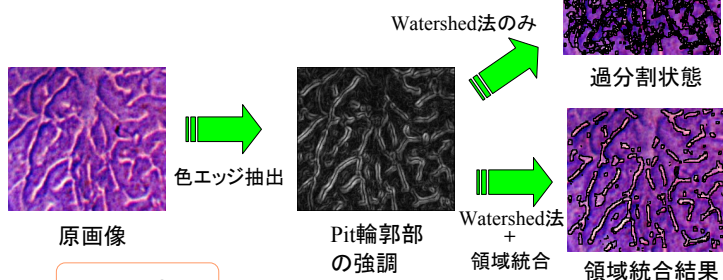 Watershed法のみ
過分割状態
色エッジ抽出
原画像
Pit輪郭部
の強調
Watershed法
+
領域統合
領域統合結果